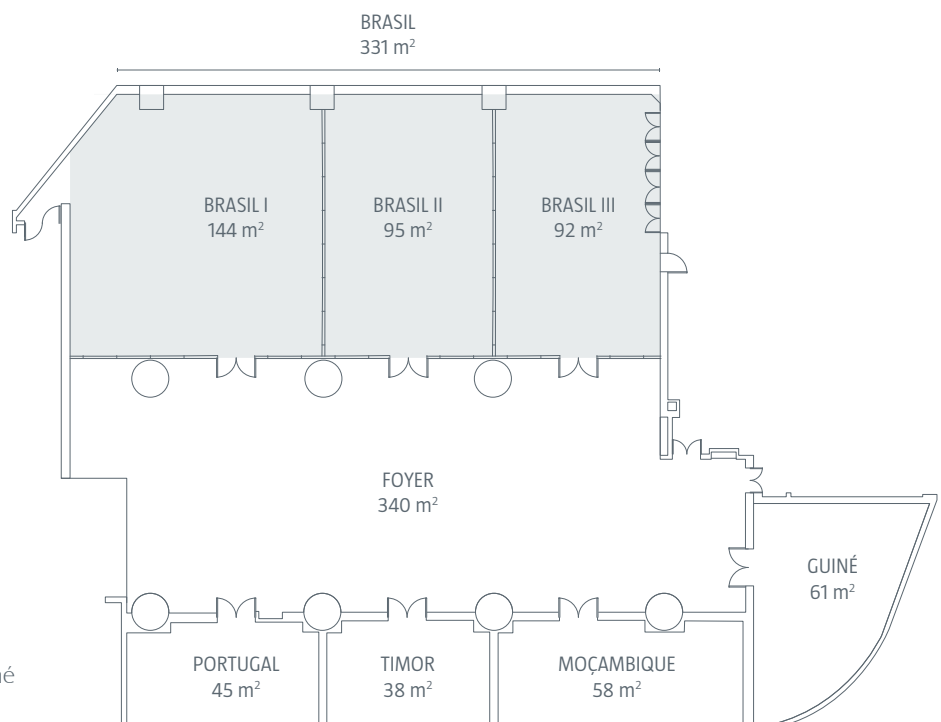 BRASIL
331 m²
BRASIL I
144 m²
BRASIL II
95 m²
BRASIL III
92 m²
FOYER
340 m²
GUINÉ
61 m²
PORTUGAL
45 m²
TIMOR
38 m²
MOÇAMBIQUE
58 m²